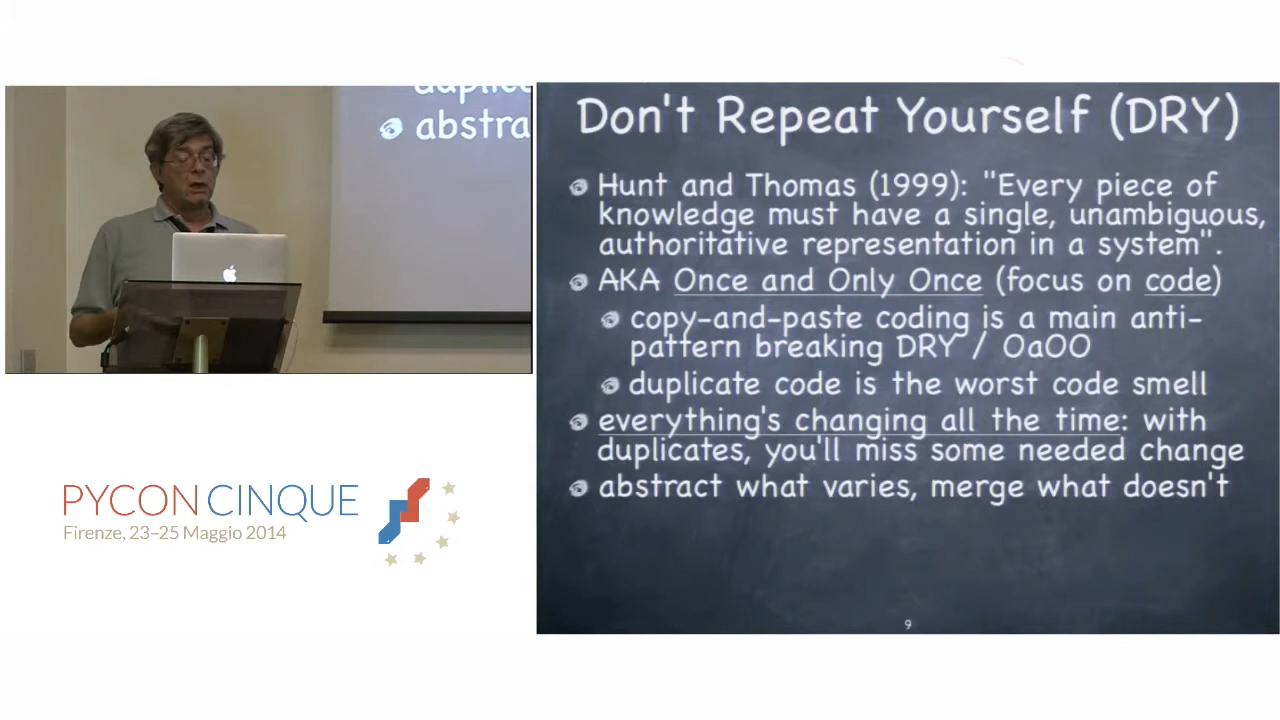 duplic
abstra
Don't Repeat Yourself (DRY)
Hunt and Thomas (1999): "Every piece of
knowledge must have a single, unambiguous,
authoritative representation in a system".
AKA Once and Only Once (focus on code)
copy-and-paste coding is a main anti-
pattern breaking DRY / OaOO
duplicate code is the worst code smell
everything's changing all the time: with
duplicates, you'll miss some needed change
abstract what varies, merge what doesn't
9
PYCON CINQUE
Firenze, 23–25 Maggio 2014